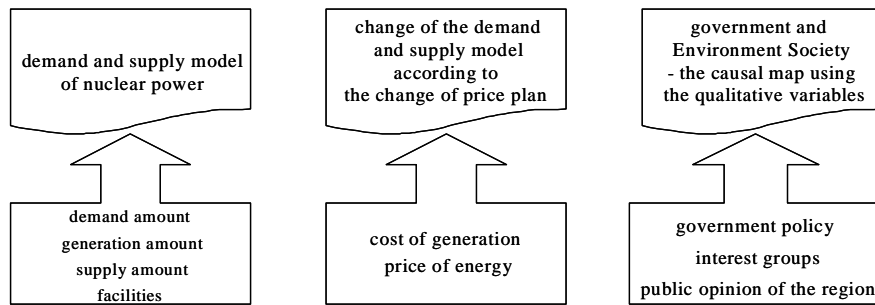 demand and supply model
of nuclear power
change of the demand
and supply model
according to
the change of price plan
government and
Environment Society
- the causal map using
the qualitative variables
demand amount
generation amount
supply amount
facilities
cost of generation
price of energy
government policy
interest groups
public opinion of the region